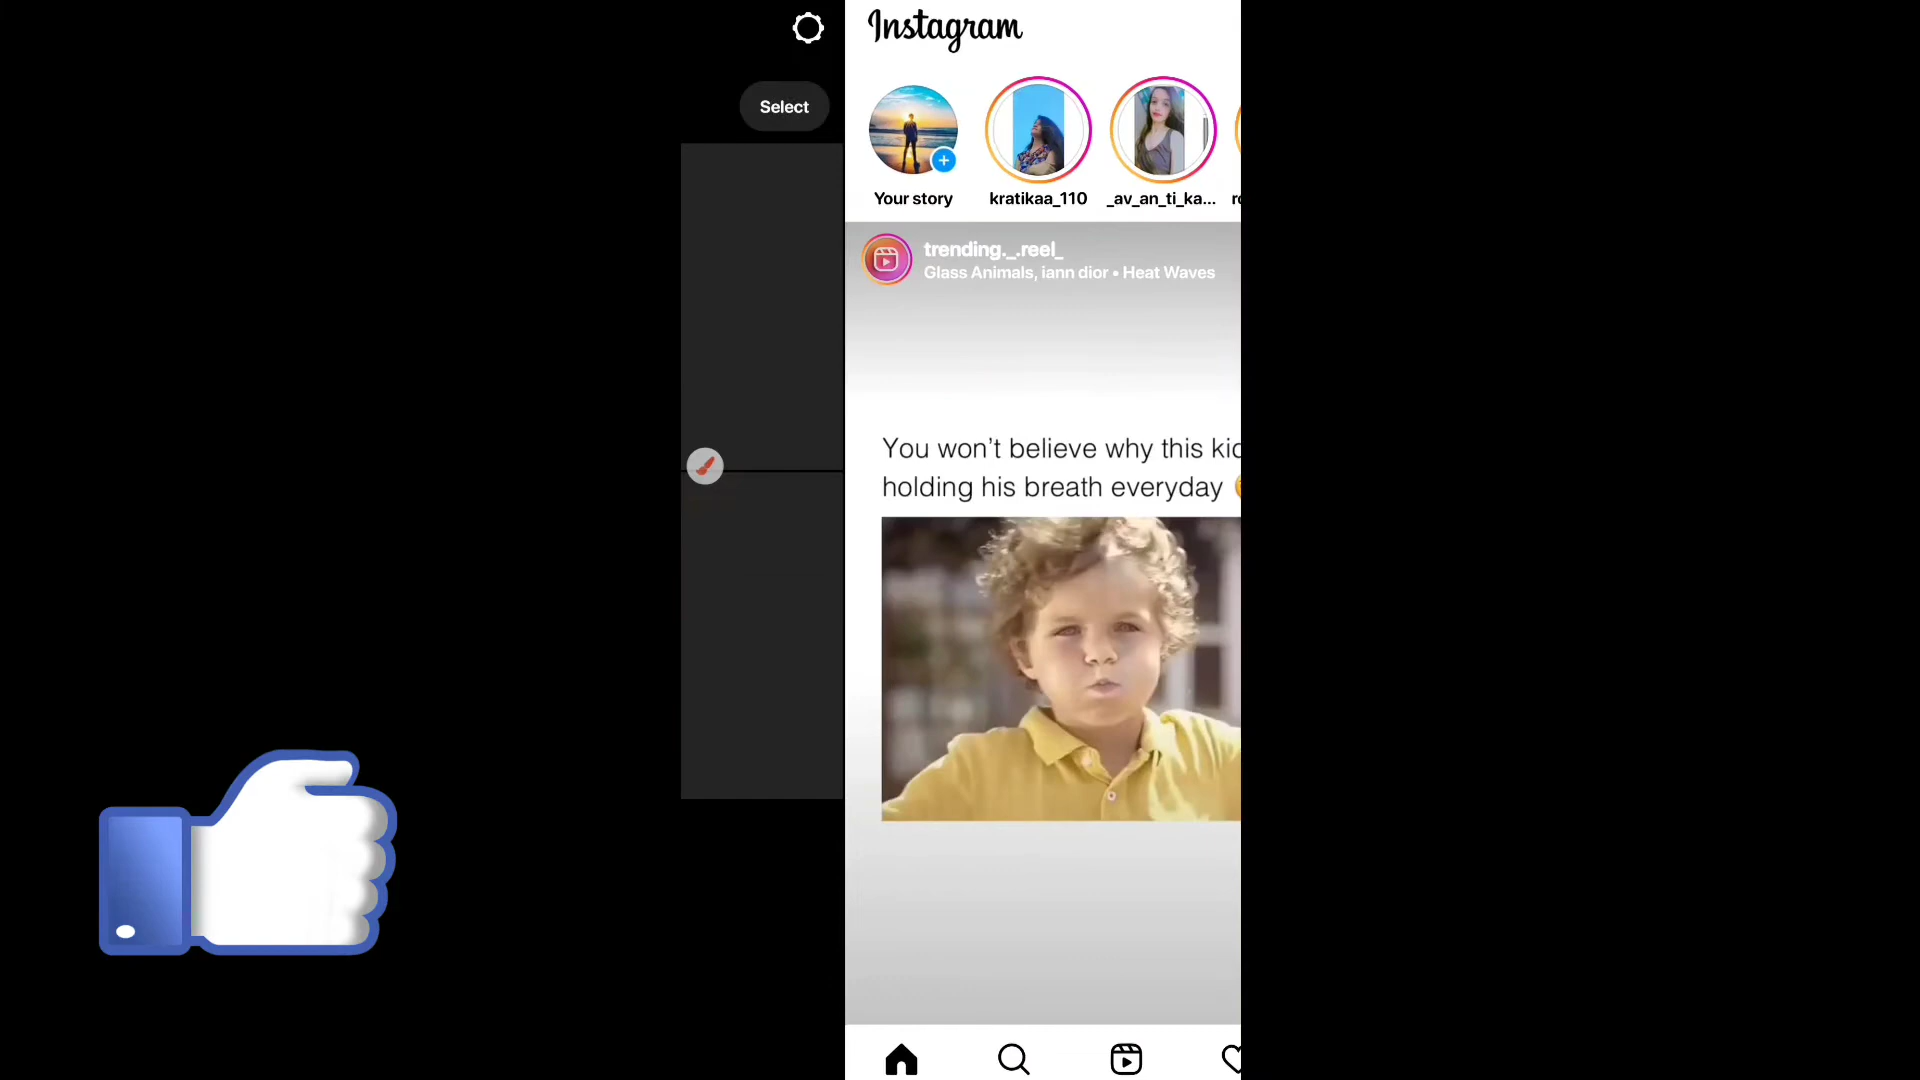 Instagram
Select
Your story
kratikaa_110
_av_an_ti_ka...
trending._.reel_
Glass Animals, iann dior • Heat Waves
You won't believe why this
holding his breath everyday